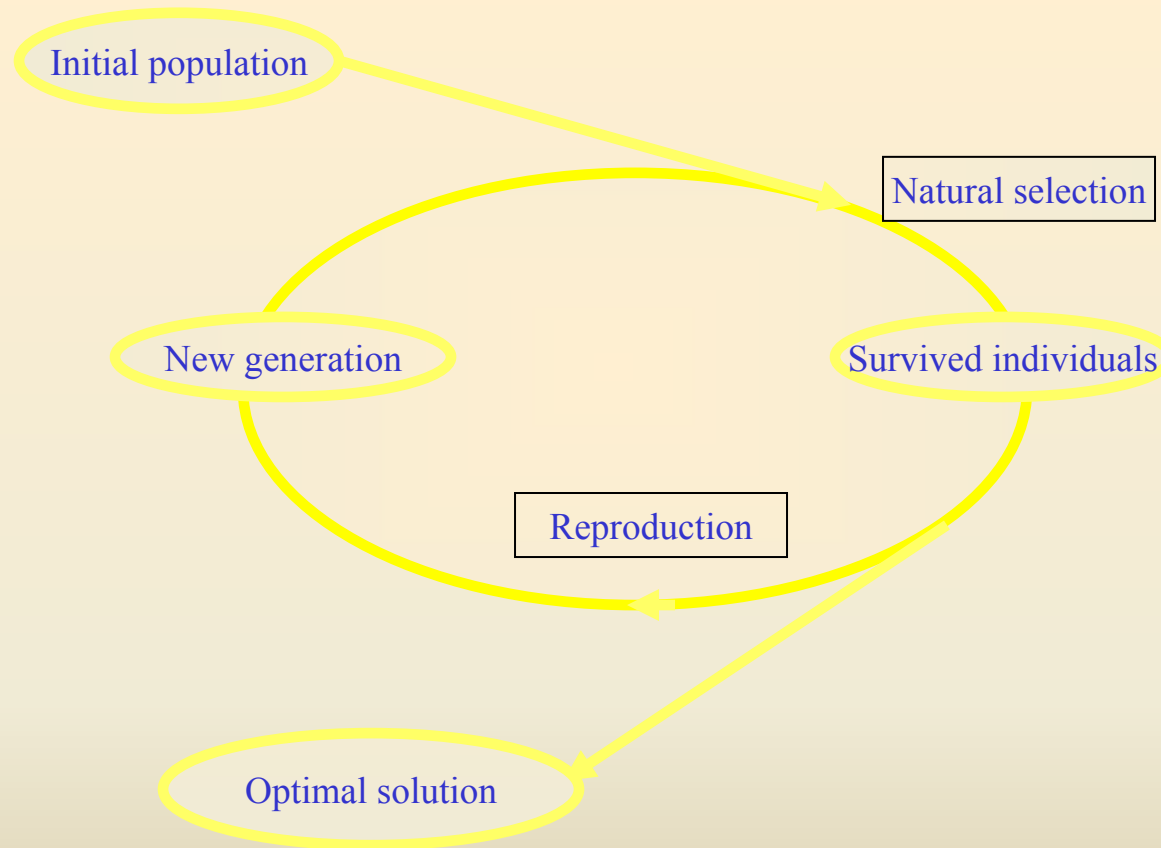 Initial population
Natural selection
New generation
Survived individuals
Reproduction
Optimal solution